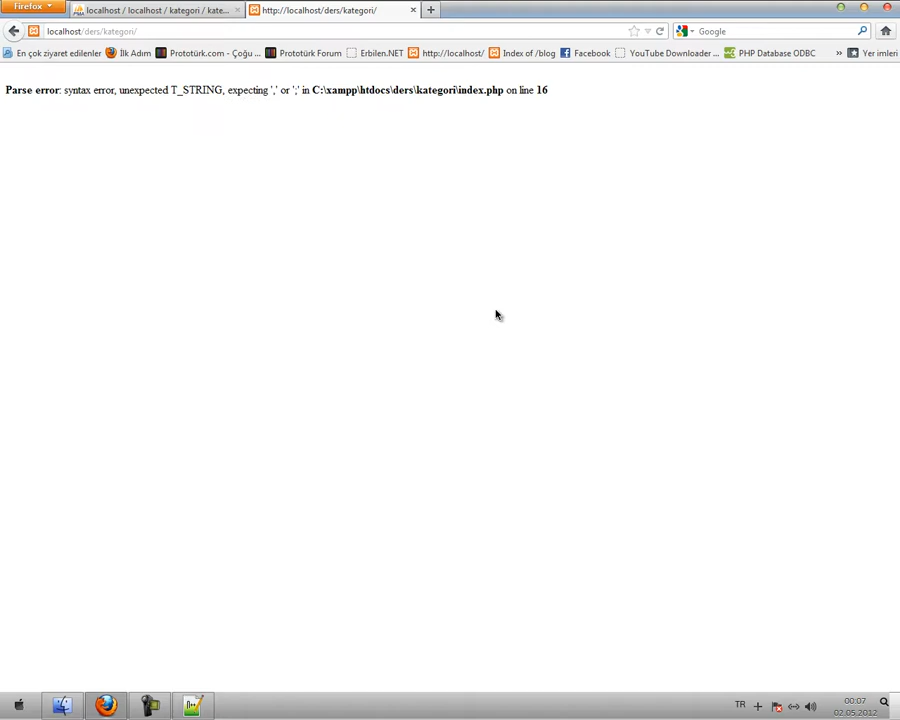 Firefox
localhost / localhost / kategori / kate...
http://localhost/ders/kategori/
localhost/ders/kategori/
Google
En çok ziyaret edilenler
İlk Adım
Prototürk.com - Çoğu ...
Prototürk Forum
Erbilen.NET
http://localhost/
Index of /blog
Facebook
YouTube Downloader ...
PHP Database ODBC
»
Yer imleri
Parse error: syntax error, unexpected T_STRING, expecting ',' or ';' in C:\xampp\htdocs\ders\kategori\index.php on line 16
TR
00:07
02.05.2012